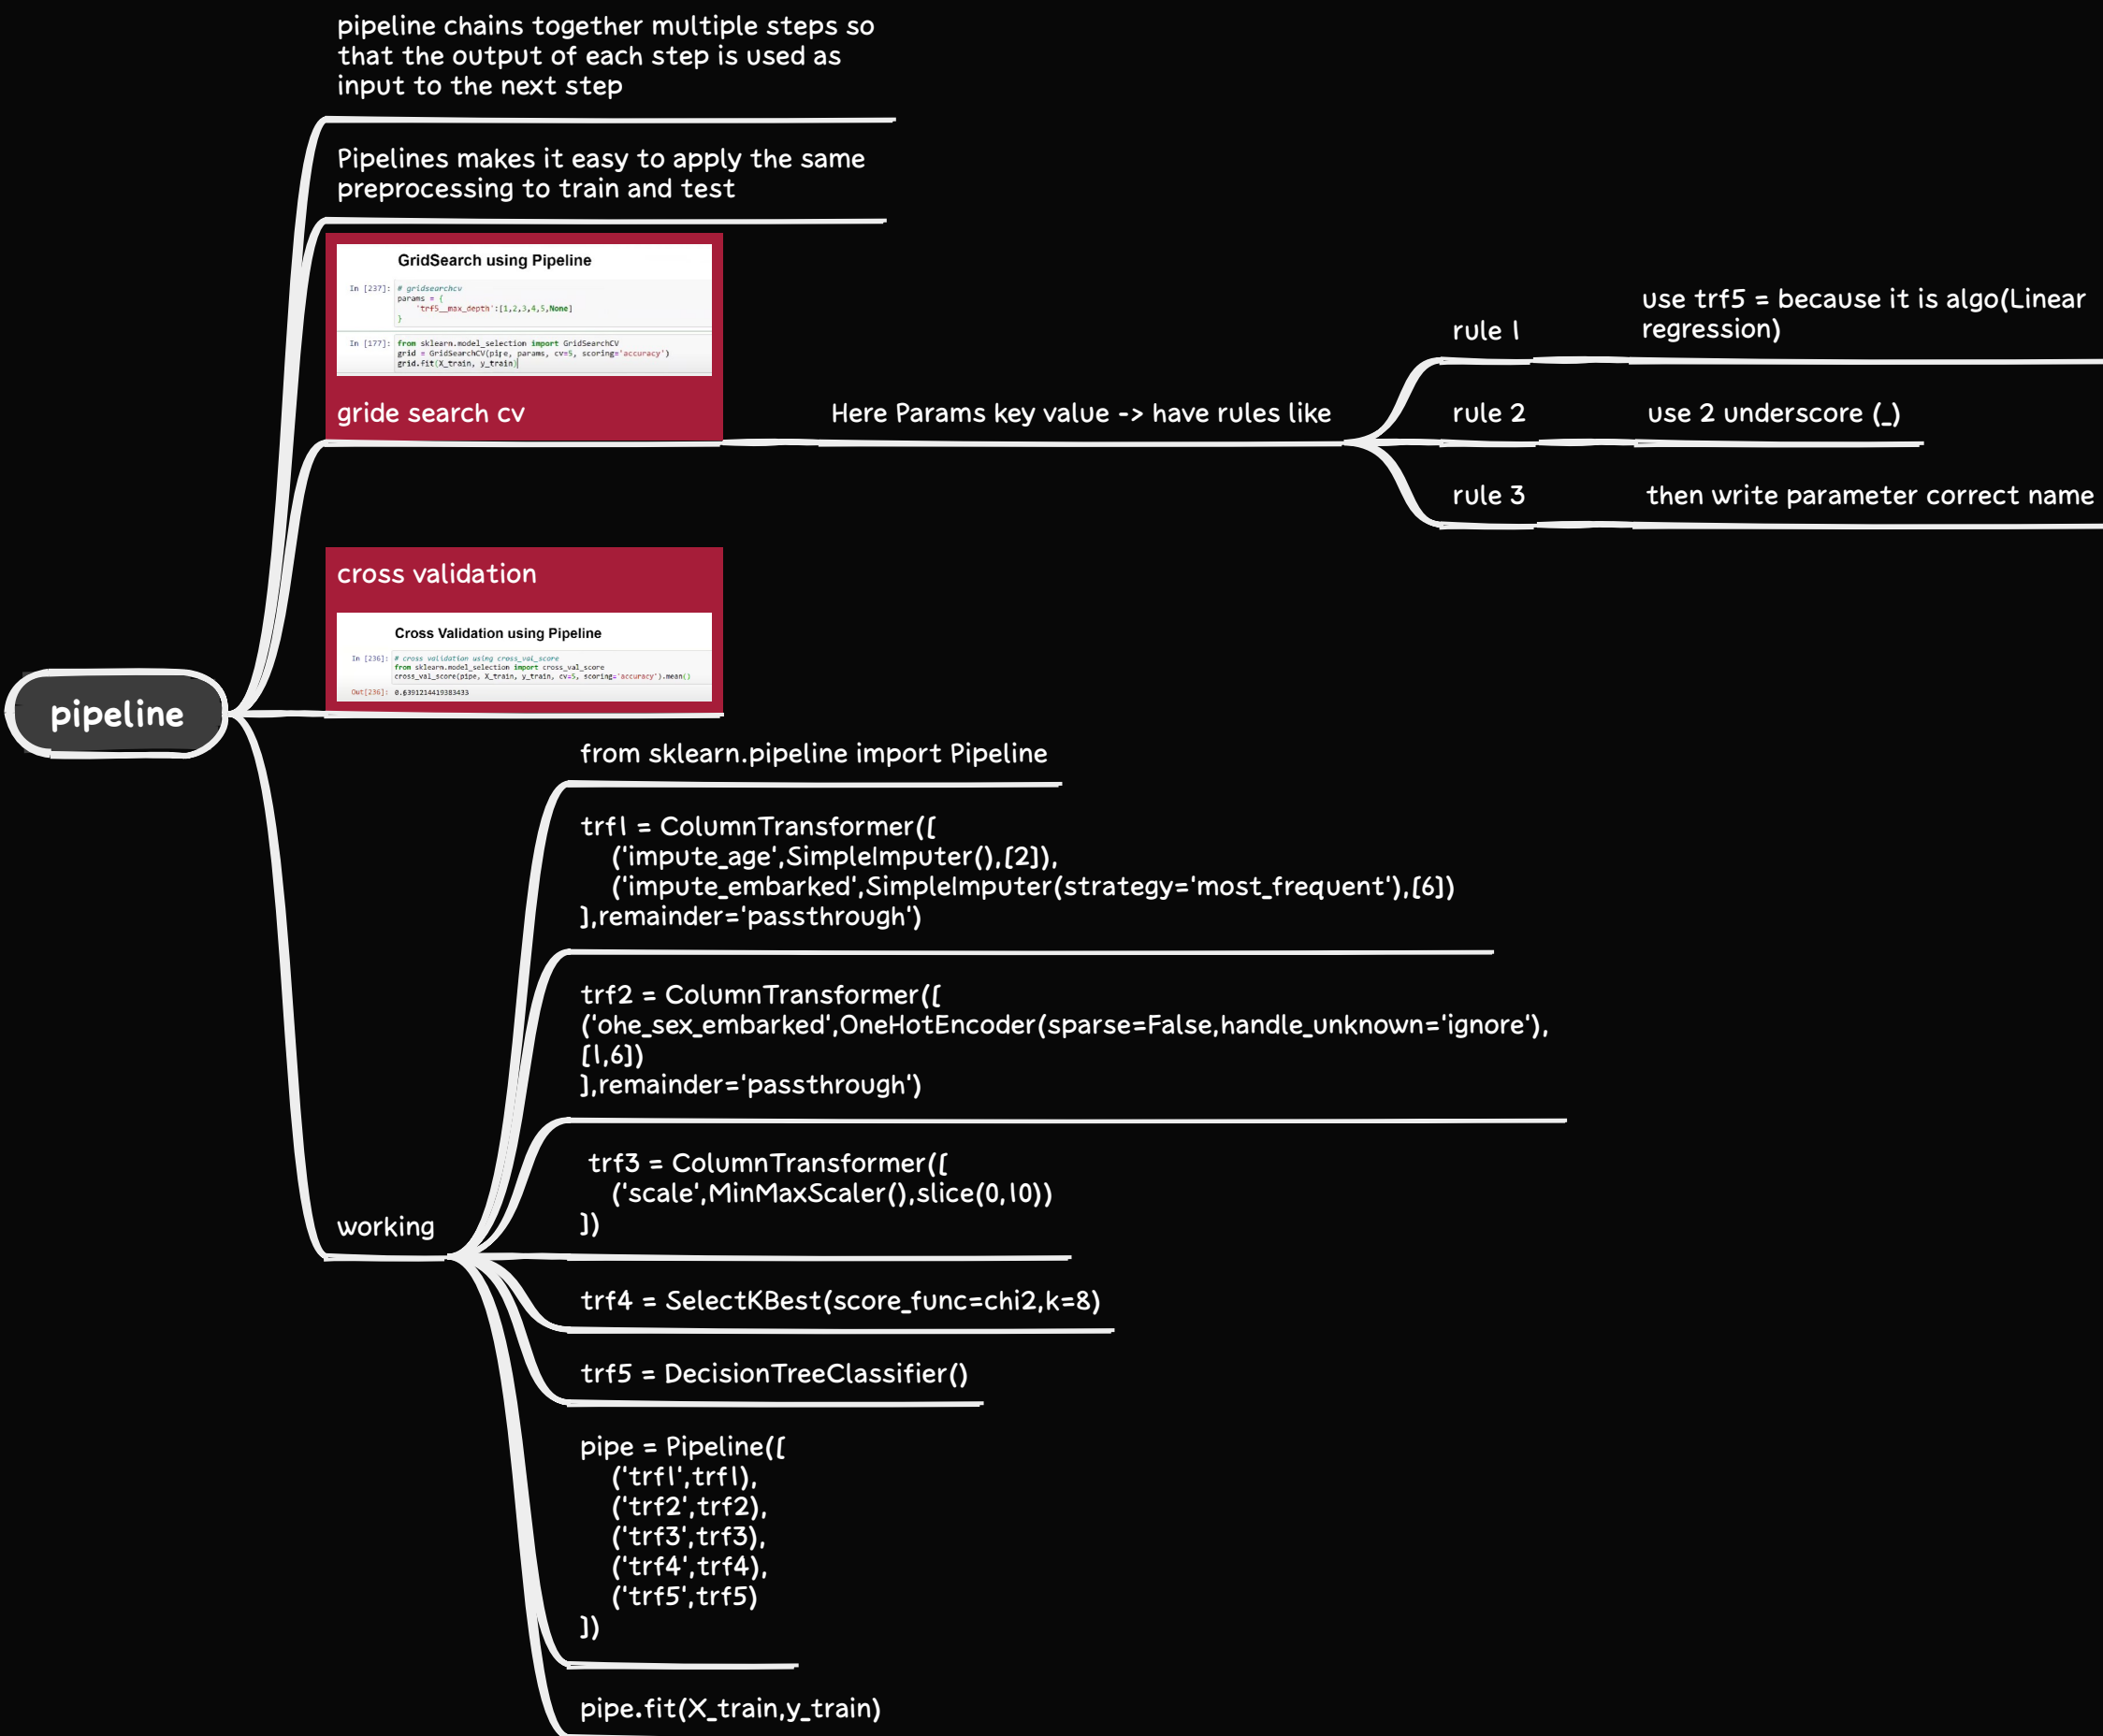 pipeline chains together multiple steps so
that the output of each step is used as
input to the next step
Pipelines makes it easy to apply the same
preprocessing to train and test
GridSearch using Pipeline
In [237]: # gridsearchcv
params = {
'trf5__max_depth':[1,2,3,4,5,None]
}
In [177]: from sklearn.model_selection import GridSearchCV
grid = GridSearchCV(pipe, params, cv=5, scoring='accuracy')
grid.fit(X_train, y_train)
gride search cv
Here Params key value -> have rules like
rule 1
use trf5 = because it is algo(Linear
regression)
rule 2
use 2 underscore (_)
rule 3
then write parameter correct name
cross validation
Cross Validation using Pipeline
In [236]: # cross validation using cross_val_score
from sklearn.model_selection import cross_val_score
cross_val_score(pipe, X_train, y_train, cv=5, scoring='accuracy').mean()
Out[236]: 0.6391214419383433
pipeline
working
from sklearn.pipeline import Pipeline
trf1 = ColumnTransformer([
('impute_age',SimpleImputer(),[2]),
('impute_embarked',SimpleImputer(strategy='most_frequent'),[6])
],remainder='passthrough')
trf2 = ColumnTransformer([
('ohe_sex_embarked',OneHotEncoder(sparse=False,handle_unknown='ignore'),
[1,6])
],remainder='passthrough')
trf3 = ColumnTransformer([
('scale',MinMaxScaler(),slice(0,10))
])
trf4 = SelectKBest(score_func=chi2,k=8)
trf5 = DecisionTreeClassifier()
pipe = Pipeline([
('trf1',trf1),
('trf2',trf2),
('trf3',trf3),
('trf4',trf4),
('trf5',trf5)
])
pipe.fit(X_train,y_train)